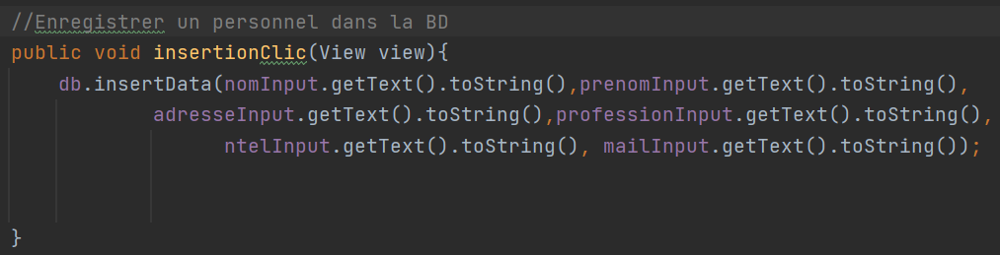 //Enregistrer un personnel dans la BD
public void insertionClic(View view){
db.insertData(nomInput.getText().toString(),prenomInput.getText().toString(),
adresseInput.getText().toString(),professionInput.getText().toString(),
ntelInput.getText().toString(), mailInput.getText().toString());
}